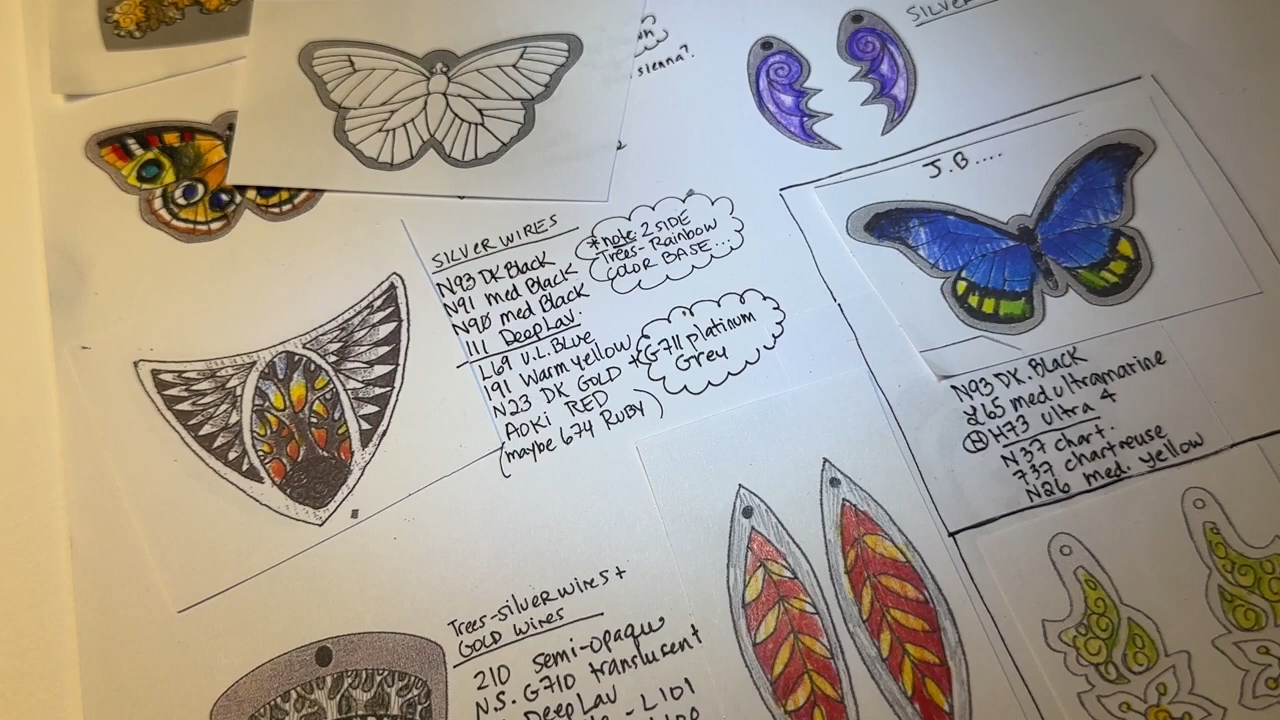 sienna?
SILVER
SILVER WIRES
N93 DK Black
N91 med Black
N90 med Black
111 Deep Lav.
L69 U.L. BLUE
191 Warm yellow
N23 DK GOLD
AOKI RED
(maybe 674 RUBY)
*note: 2 SIDE
Trees - Rainbow
COLOR BASE...
+ G711 platinum
Grey
J.B....
N93 DK. BLACK
L65 med ultramarine
H73 ultra 4
N37 chart.
737 chartreuse
N26 med. yellow
Trees-silver wires +
GOLD wires
210 semi-opaque
N.S. G710 translucent
Deep Lav
- L101